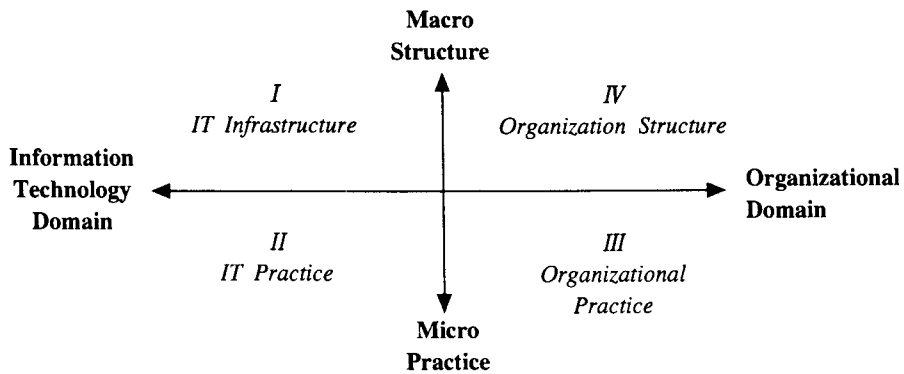 Macro
Structure
I
IT Infrastructure
IV
Organization Structure
Information
Technology
Domain
Organizational
Domain
II
IT Practice
III
Organizational
Practice
Micro
Practice